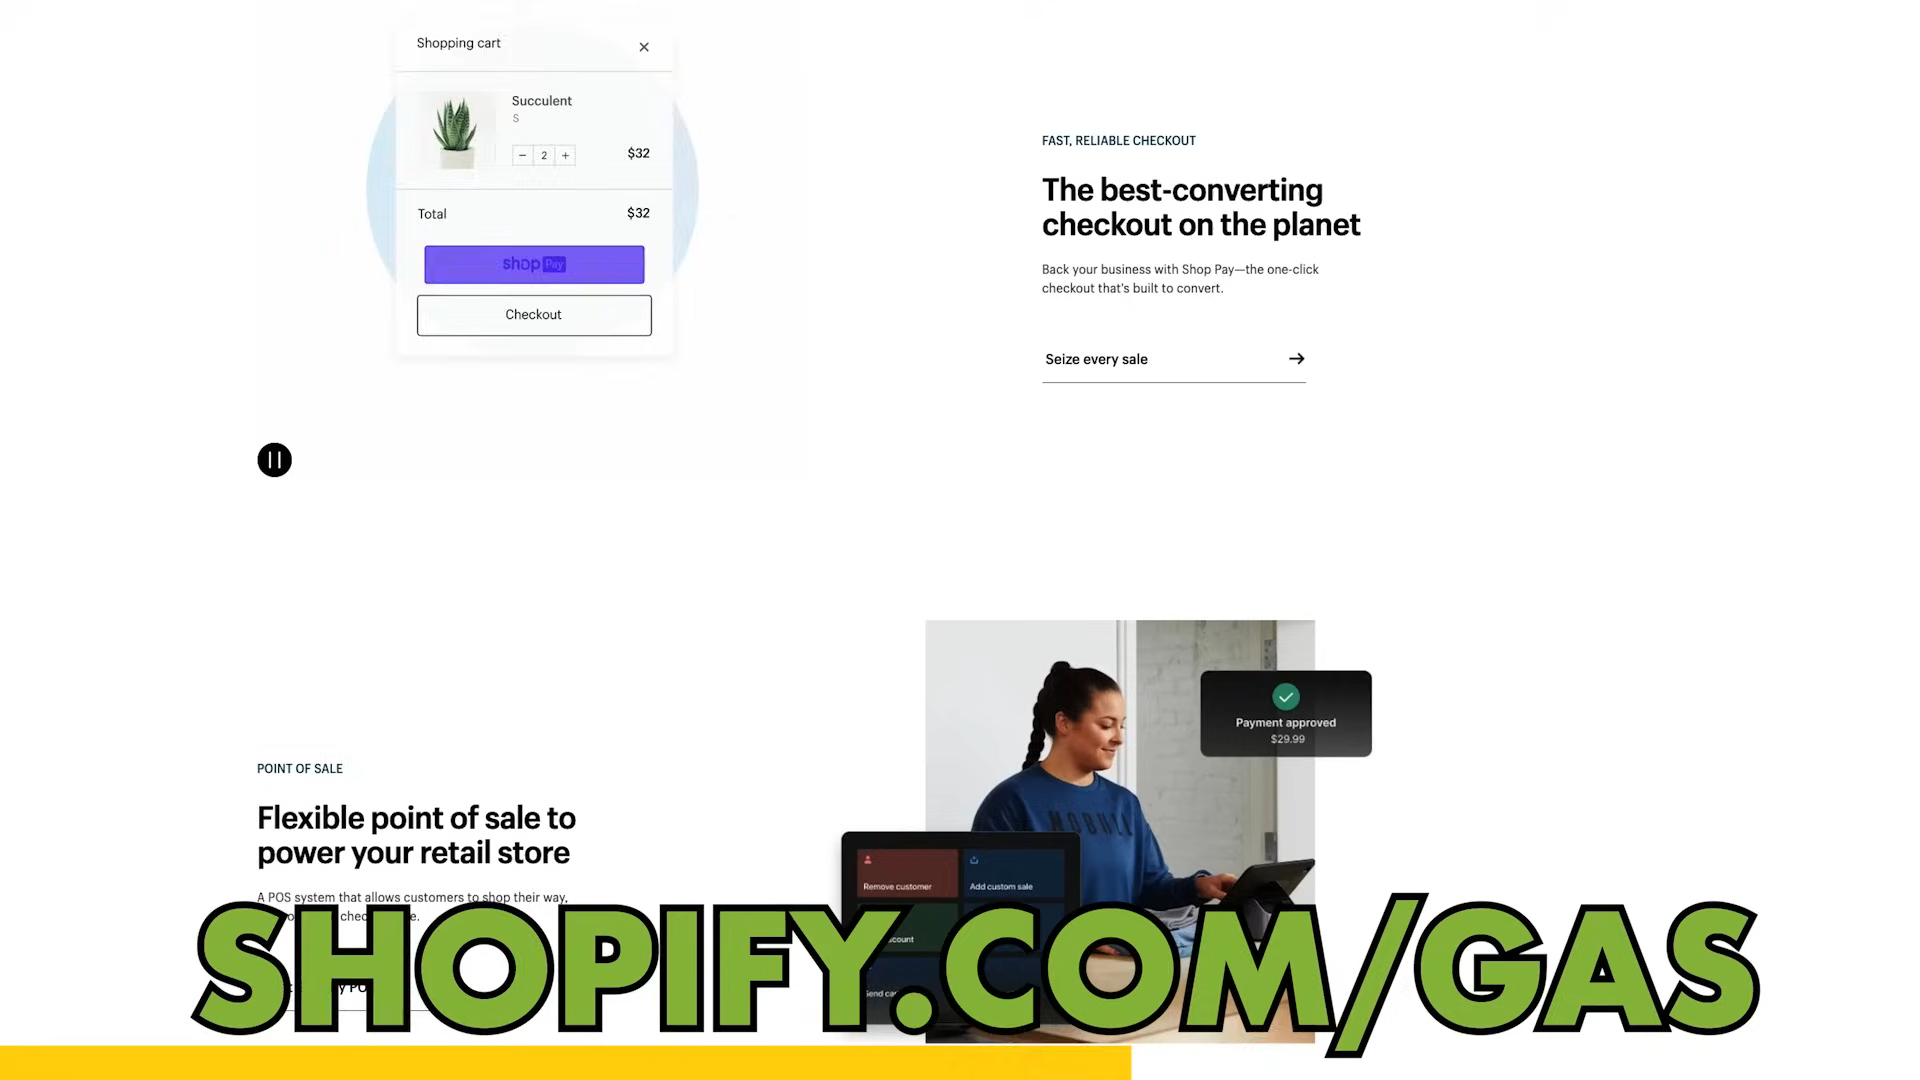 Shopping cart
Succulent
S
2
$32
Total
$32
shop Pay
Checkout
FAST, RELIABLE CHECKOUT
The best-converting
checkout on the planet
Back your business with Shop Pay—the one-click
checkout that's built to convert.
Seize every sale
POINT OF SALE
Flexible point of sale to
power your retail store
A POS system that allows customers to shop their way,
Payment approved
$29.99
MOBULL
Remove customer
Add custom sale
SHOPIFY.COM/GAS